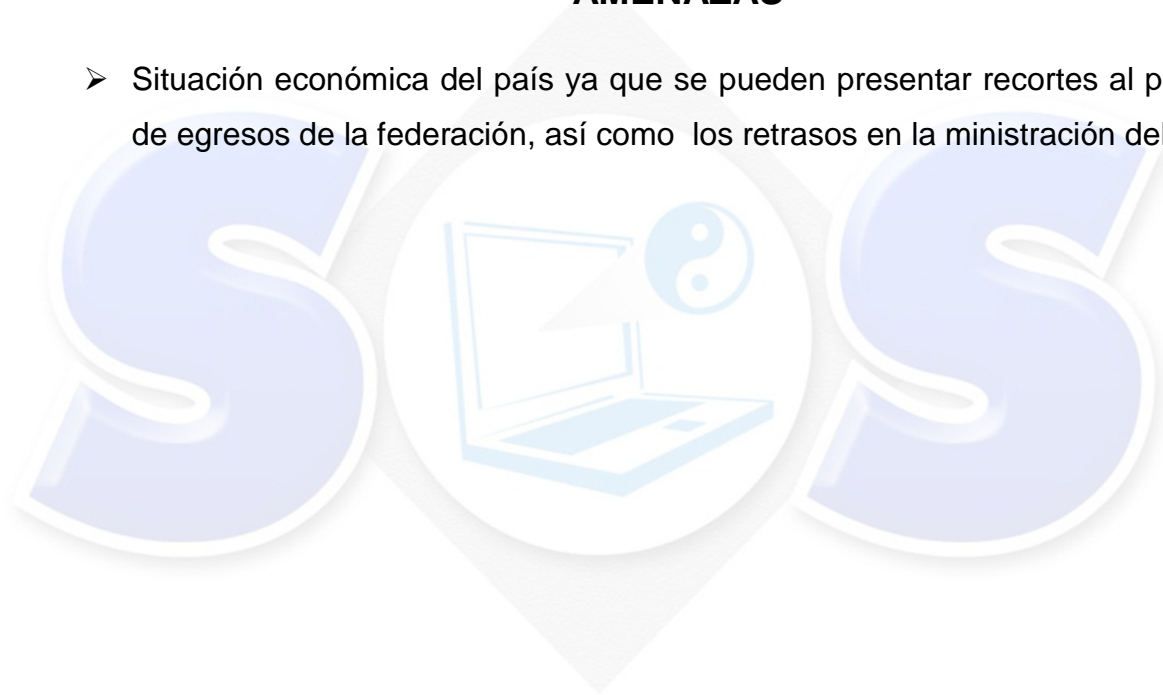 AMENAZAS
➢ Situación económica del país ya que se pueden presentar recortes al p
de egresos de la federación, así como los retrasos en la ministración del
SOS